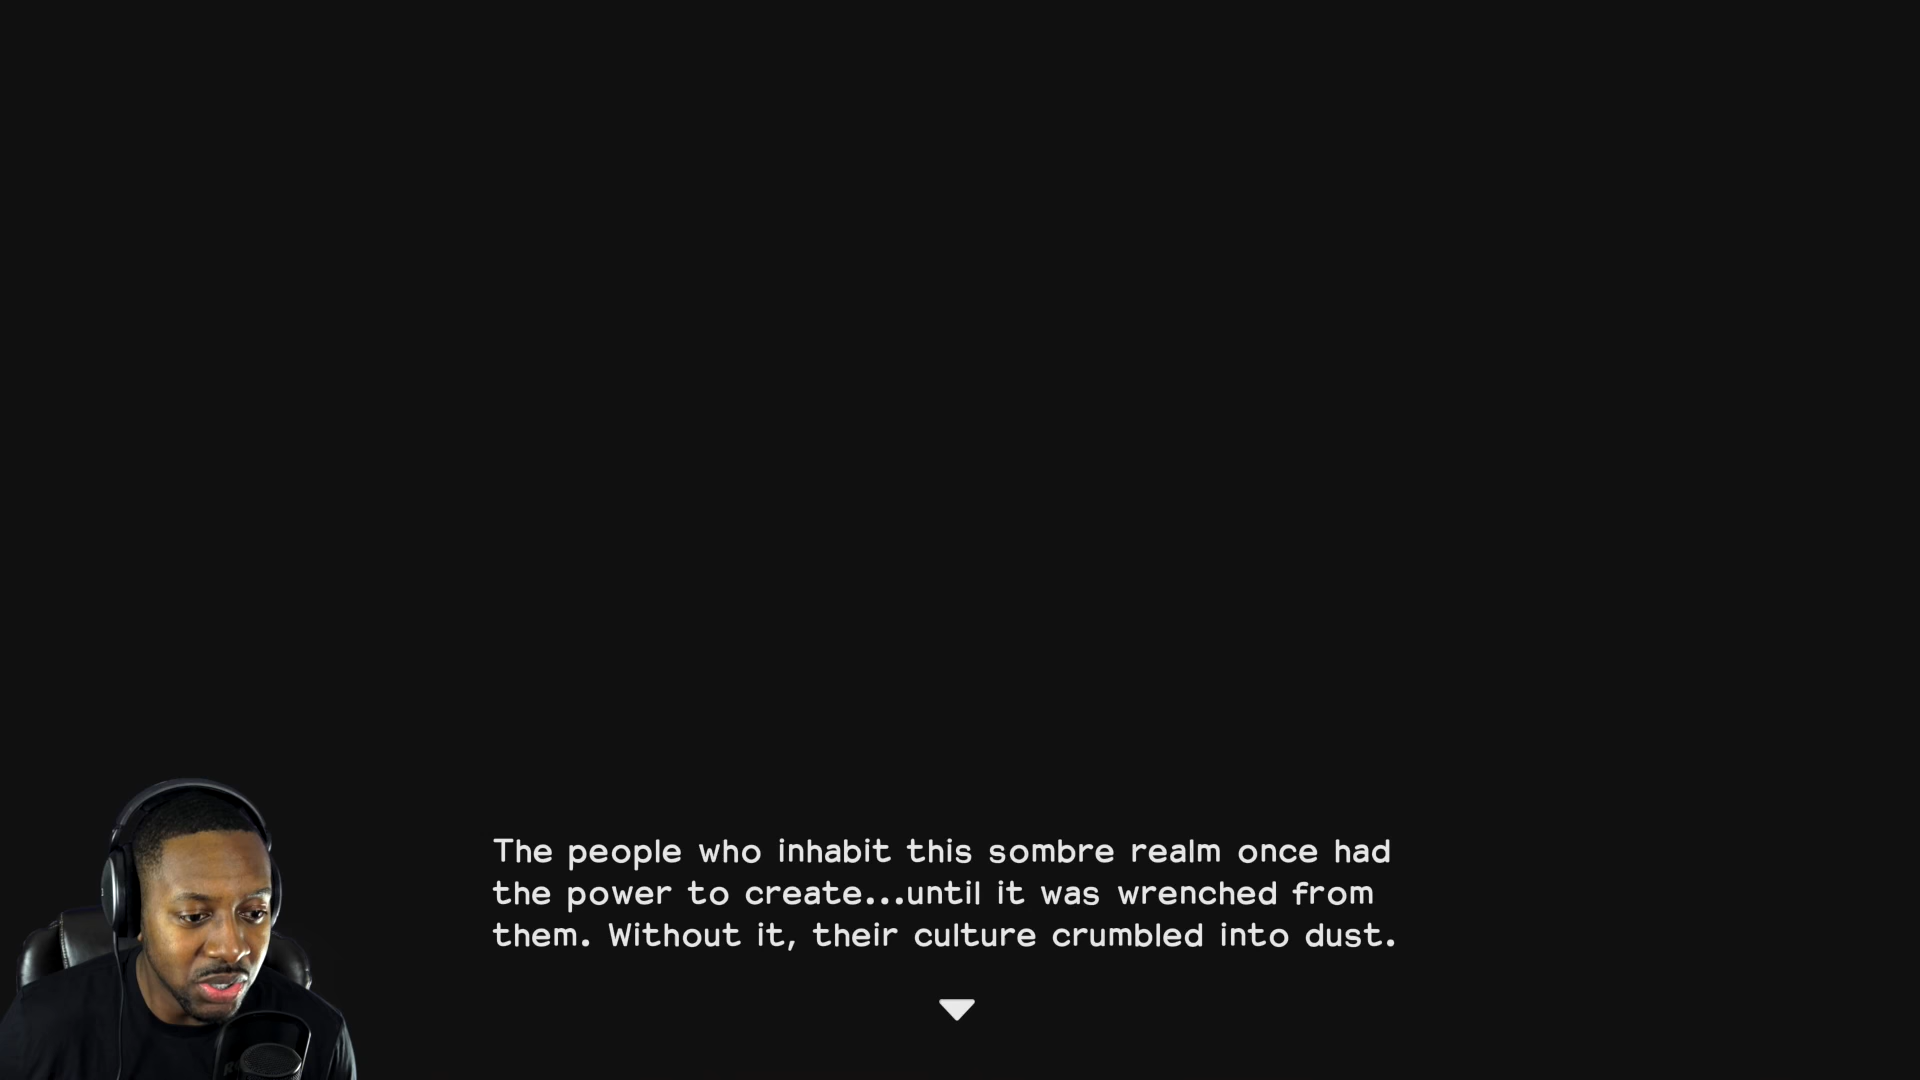 The people who inhabit this sombre realm once had
the power to create...until it was wrenched from
them. Without it, their culture crumbled into dust.